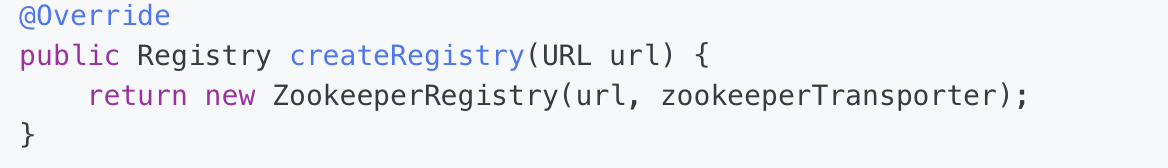 @Override
public Registry createRegistry(URL url) {
    return new ZookeeperRegistry(url, zookeeperTransporter);
}